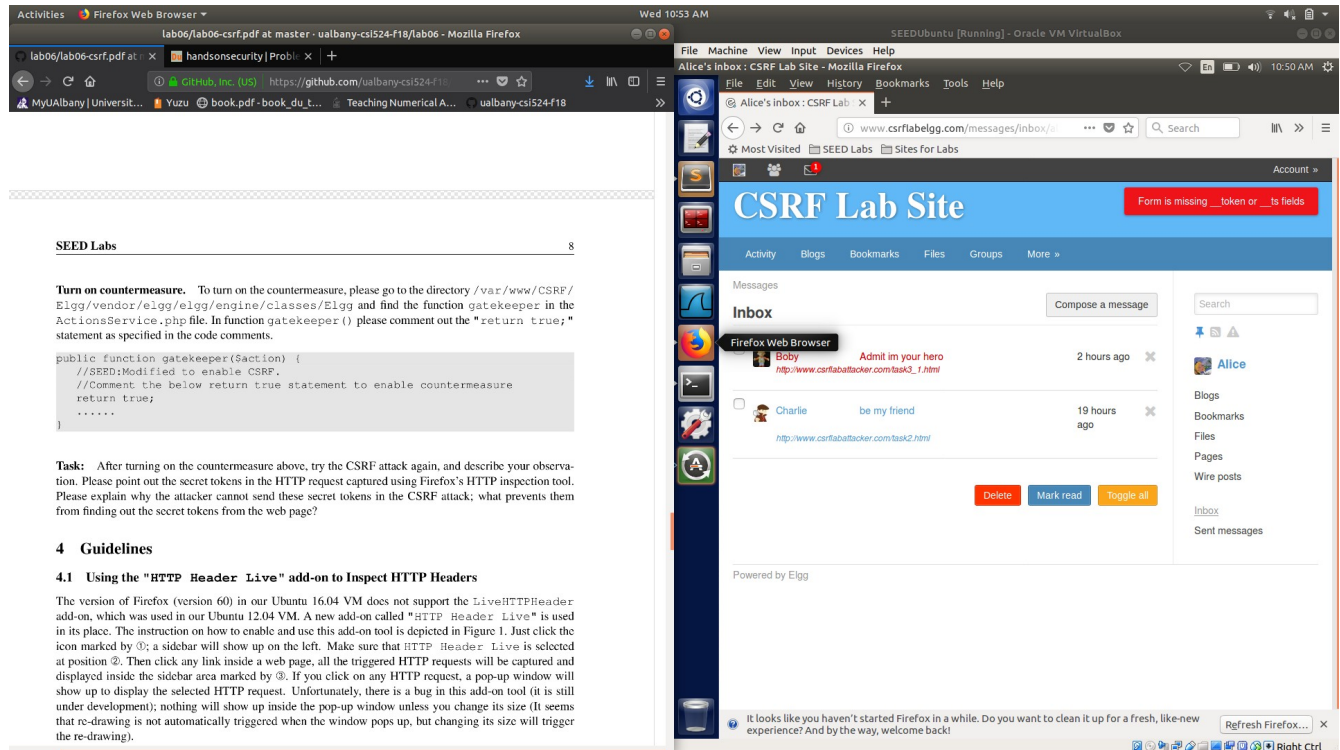 Activities Firefox Web Browser
Wed 10:53 AM
lab06/lab06-csrf.pdf at master · ualbany-csi524-f18/lab06 - Mozilla Firefox
lab06/lab06-csrf.pdf at m
handsonsecurity | Proble
GitHub, Inc. (US) https://github.com/ualbany-csi524-f18
MyUAlbany | Universit... Yuzu book.pdf - book_du_t... Teaching Numerical A... ualbany-csi524-f18
SEED Labs 8
Turn on countermeasure. To turn on the countermeasure, please go to the directory /var/www/CSRF/
Elgg/vendor/elgg/elgg/engine/classes/Elgg and find the function gatekeeper in the
ActionsService.php file. In function gatekeeper() please comment out the "return true;"
statement as specified in the code comments.
public function gatekeeper($action) {
//SEED:Modified to enable CSRF.
//Comment the below return true statement to enable countermeasure
return true;
......
}
Task: After turning on the countermeasure above, try the CSRF attack again, and describe your observa-
tion. Please point out the secret tokens in the HTTP request captured using Firefox's HTTP inspection tool.
Please explain why the attacker cannot send these secret tokens in the CSRF attack; what prevents them
from finding out the secret tokens from the web page?
4 Guidelines
4.1 Using the "HTTP Header Live" add-on to Inspect HTTP Headers
The version of Firefox (version 60) in our Ubuntu 16.04 VM does not support the LiveHTTPHeader
add-on, which was used in our Ubuntu 12.04 VM. A new add-on called "HTTP Header Live" is used
in its place. The instruction on how to enable and use this add-on tool is depicted in Figure 1. Just click the
icon marked by ①; a sidebar will show up on the left. Make sure that HTTP Header Live is selected
at position ②. Then click any link inside a web page, all the triggered HTTP requests will be captured and
displayed inside the sidebar area marked by ③. If you click on any HTTP request, a pop-up window will
show up to display the selected HTTP request. Unfortunately, there is a bug in this add-on tool (it is still
under development); nothing will show up inside the pop-up window unless you change its size (It seems
that re-drawing is not automatically triggered when the window pops up, but changing its size will trigger
the re-drawing).
SEEDUbuntu [Running] - Oracle VM VirtualBox
File Machine View Input Devices Help
Alice's inbox : CSRF Lab Site - Mozilla Firefox
En 10:50 AM
File Edit View History Bookmarks Tools Help
Alice's inbox : CSRF Lab
www.csrflabelgg.com/messages/inbox/
Search
Most Visited SEED Labs Sites for Labs
1
Account »
CSRF Lab Site
Form is missing __token or __ts fields
Activity Blogs Bookmarks Files Groups More »
Messages
Inbox
Compose a message
Firefox Web Browser
Boby Admit im your hero 2 hours ago
http://www.csrflabattacker.com/task3_1.html
Charlie be my friend 19 hours
ago
http://www.csrflabattacker.com/task2.html
Delete Mark read Toggle all
Search
Alice
Blogs
Bookmarks
Files
Pages
Wire posts
Inbox
Sent messages
Powered by Elgg
It looks like you haven't started Firefox in a while. Do you want to clean it up for a fresh, like-new
experience? And by the way, welcome back!
Refresh Firefox...
Right Ctrl